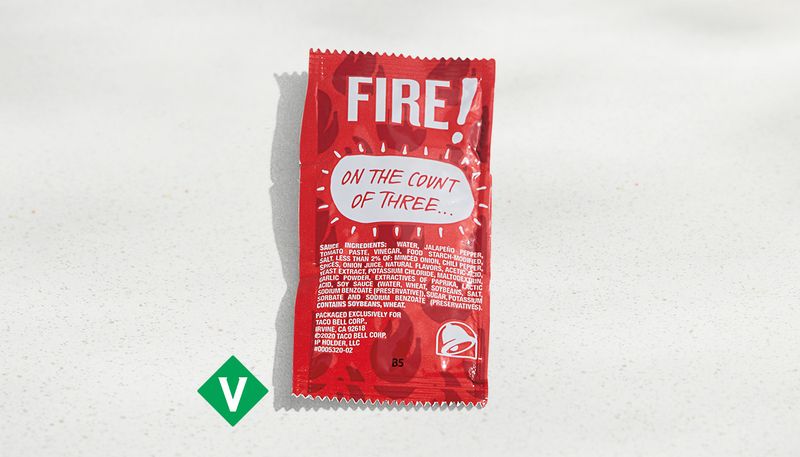 FIRE!
ON THE COUNT
OF THREE...
SAUCE INGREDIENTS: WATER, JALAPEÑO PEPPER,
TOMATO PASTE, VINEGAR, FOOD STARCH-MODIFIED,
SALT, LESS THAN 2% OF: MINCED ONION, CHILI PEPPER,
SPICES, ONION JUICE, NATURAL FLAVORS, ACETIC ACID,
YEAST EXTRACT, POTASSIUM CHLORIDE, MALTODEXTRIN,
GARLIC POWDER, EXTRACTIVES OF PAPRIKA, LACTIC
ACID, SOY SAUCE (WATER, WHEAT, SOYBEANS, SALT,
SODIUM BENZOATE (PRESERVATIVE)), SUGAR, POTASSIUM
SORBATE AND SODIUM BENZOATE (PRESERVATIVES).
CONTAINS SOYBEANS, WHEAT.
PACKAGED EXCLUSIVELY FOR
TACO BELL CORP.,
IRVINE, CA 92618
©2020 TACO BELL CORP.
IP HOLDER, LLC
#0005320-02
B5
V